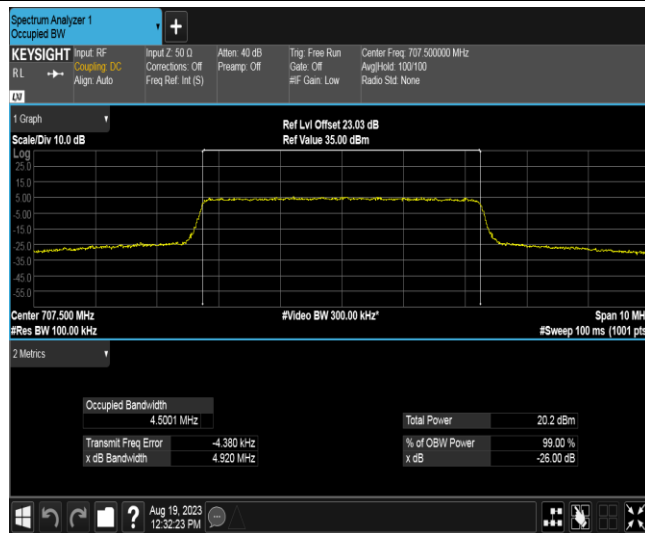 Spectrum Analyzer 1
Occupied BW
+
KEYSIGHT
RL
LXI
Input: RF
Coupling: DC
Align: Auto
Input Z: 50 Ω
Corrections: Off
Freq Ref: Int (S)
Atten: 40 dB
Preamp: Off
Trig: Free Run
Gate: Off
#IF Gain: Low
Center Freq: 707.500000 MHz
Avg|Hold: 100/100
Radio Std: None
1 Graph
Scale/Div 10.0 dB
Ref Lvl Offset 23.03 dB
Ref Value 35.00 dBm
Log
25.0
15.0
5.00
-5.00
-15.0
-25.0
-35.0
-45.0
-55.0
Center 707.500 MHz
#Res BW 100.00 kHz
#Video BW 300.00 kHz*
Span 10 MH
#Sweep 100 ms (1001 pts
2 Metrics
Occupied Bandwidth
4.5001 MHz
Transmit Freq Error -4.380 kHz
x dB Bandwidth 4.920 MHz
Total Power 20.2 dBm
% of OBW Power 99.00 %
x dB -26.00 dB
?
Aug 19, 2023
12:32:23 PM